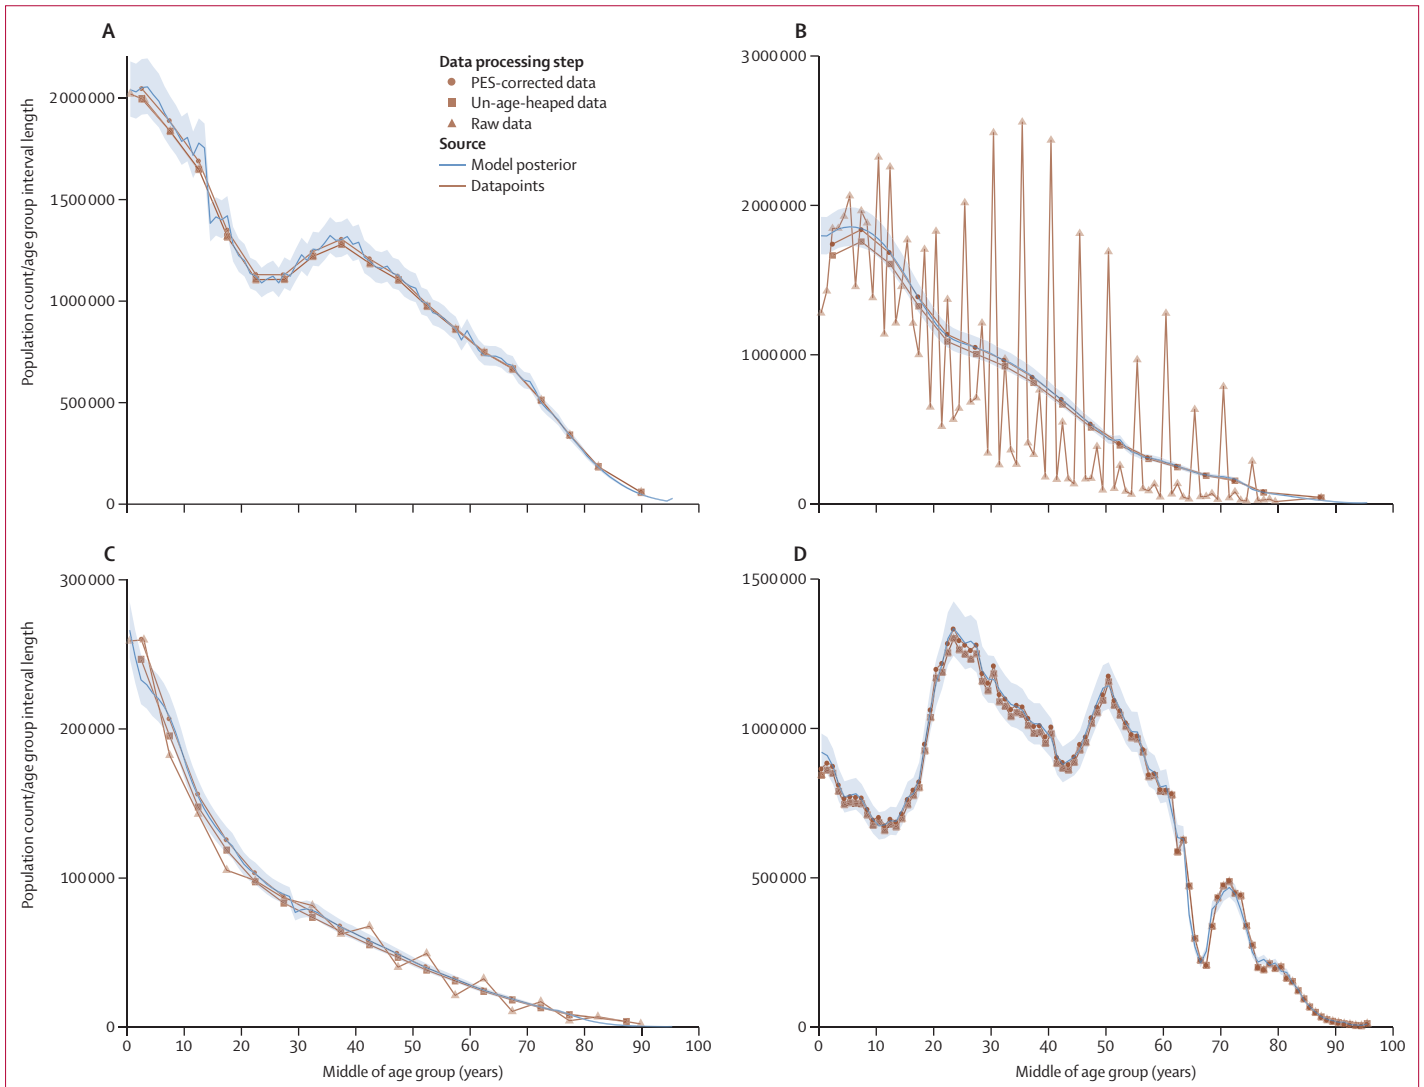 A
Data processing step
PES-corrected data
Un-age-heaped data
Raw data
Source
Model posterior
Datapoints
Population count/age group interval length
2000000
1500000
1000000
500000
0
B
3000000
2000000
1000000
0
C
Population count/age group interval length
300000
200000
100000
0
0 10 20 30 40 50 60 70 80 90 100
Middle of age group (years)
D
1500000
1000000
500000
0
0 10 20 30 40 50 60 70 80 90 100
Middle of age group (years)